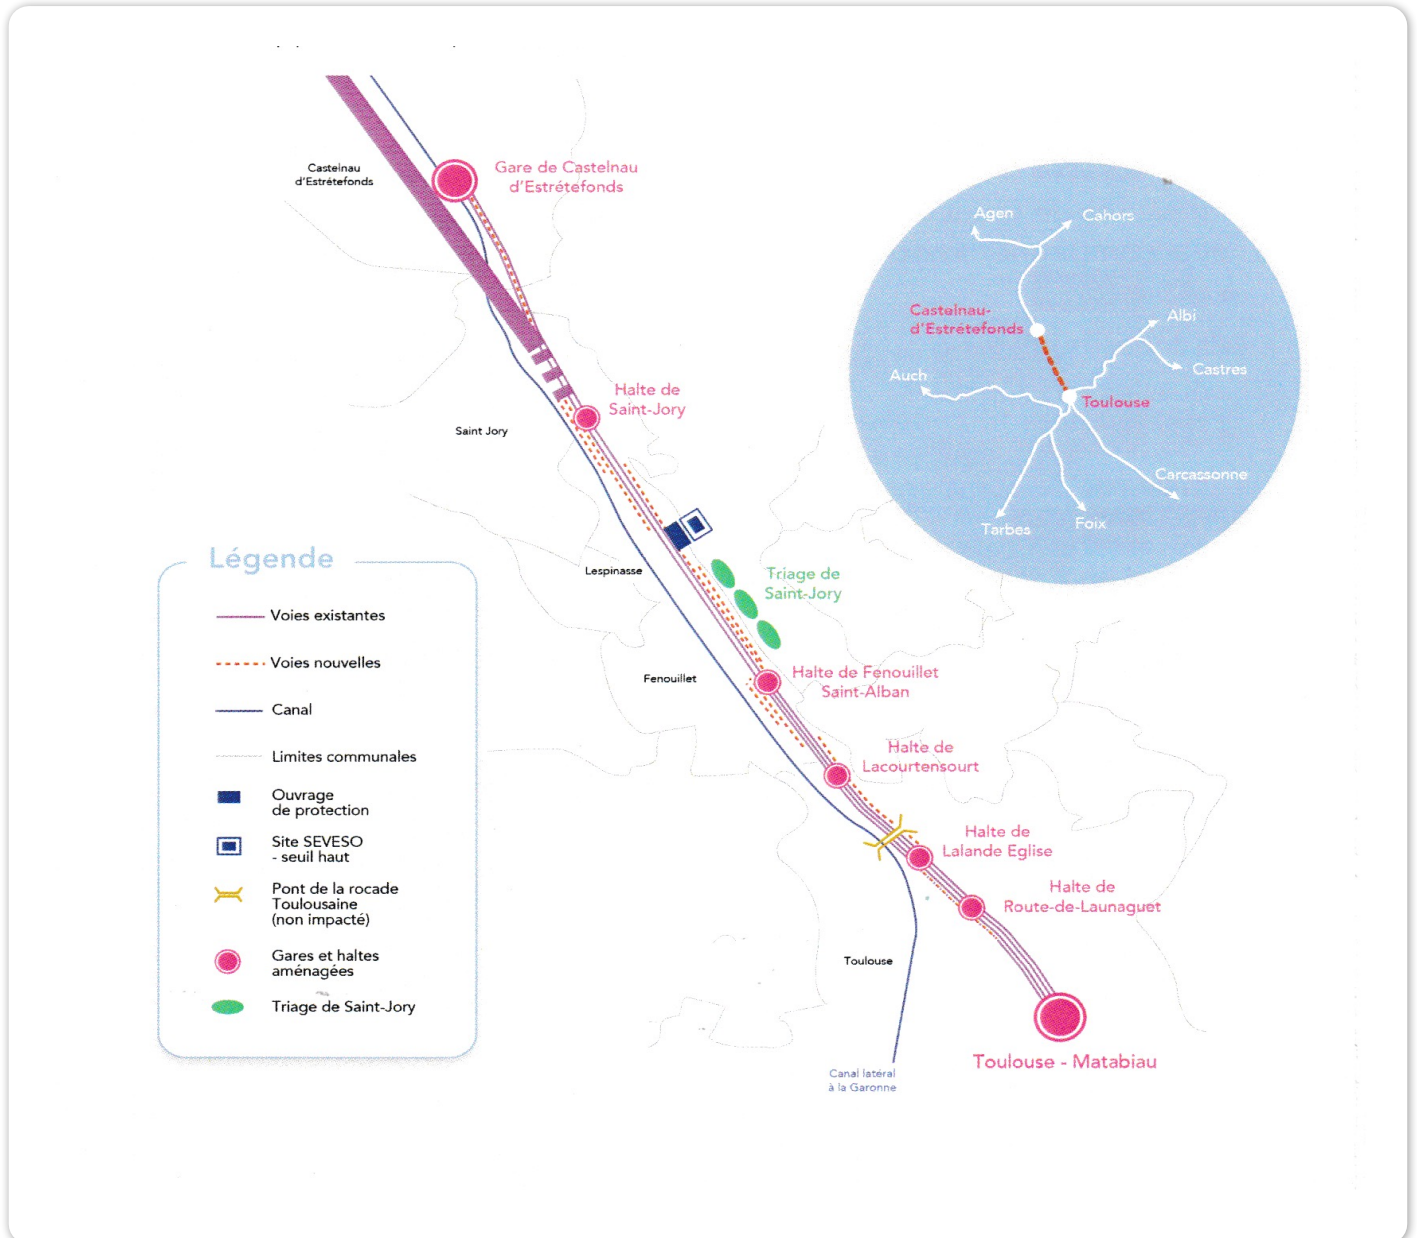 Castelnau
d'Estrétefonds
Gare de Castelnau
d'Estrétefonds
Agen
Cahors
Castelnau-
d'Estrétefonds
Albi
Auch
Castres
Toulouse
Carcassonne
Tarbes
Foix
Halte de
Saint-Jory
Saint Jory
Lespinasse
Triage de
Saint-Jory
Fenouillet
Halte de Fenouillet
Saint-Alban
Halte de
Lacourtensourt
Halte de
Lalande Eglise
Halte de
Route-de-Launaguet
Toulouse
Toulouse - Matabiau
Canal latéral
à la Garonne
Légende
Voies existantes
Voies nouvelles
Canal
Limites communales
Ouvrage
de protection
Site SEVESO
- seuil haut
Pont de la rocade
Toulousaine
(non impacté)
Gares et haltes
aménagées
Triage de Saint-Jory